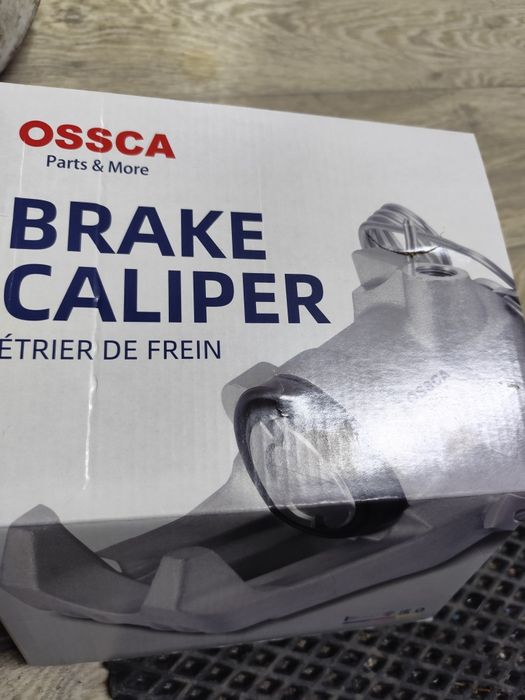 OSSCA
Parts & More
BRAKE
CALIPER
ÉTRIER DE FREIN
OSSCA